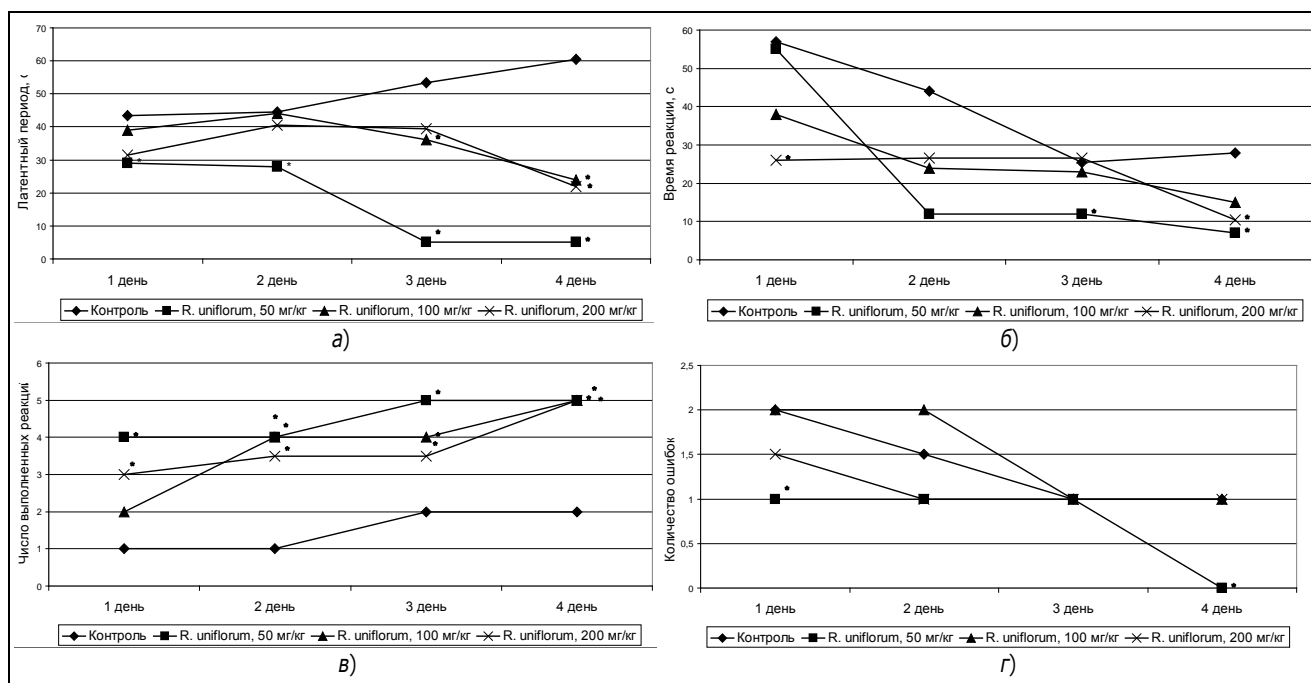 Латентный период, с
70
60
50
40
30
20
10
0
1 день 2 день 3 день 4 день
Контроль R. uniflorum, 50 мг/кг R. uniflorum, 100 мг/кг R. uniflorum, 200 мг/кг
а)
Время реакции, с
60
50
40
30
20
10
0
1 день 2 день 3 день 4 день
Контроль R. uniflorum, 50 мг/кг R. uniflorum, 100 мг/кг R. uniflorum, 200 мг/кг
б)
Число выполненных реакций
6
5
4
3
2
1
0
1 день 2 день 3 день 4 день
Контроль R. uniflorum, 50 мг/кг R. uniflorum, 100 мг/кг R. uniflorum, 200 мг/кг
в)
Количество ошибок
2,5
2
1,5
1
0,5
0
1 день 2 день 3 день 4 день
Контроль R. uniflorum, 50 мг/кг R. uniflorum, 100 мг/кг R. uniflorum, 200 мг/кг
г)